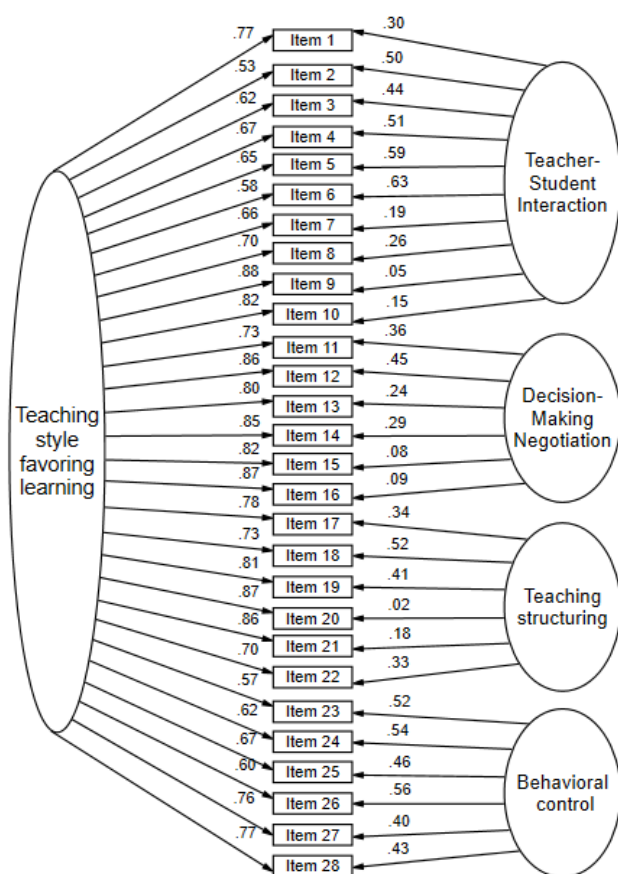 .77 Item 1 .30
.53 Item 2 .50
.62 Item 3 .44
.67 Item 4 .51
.65 Item 5 .59
.58 Item 6 .63
.66 Item 7 .19
.70 Item 8 .26
.88 Item 9 .05
.82 Item 10 .15
Teacher-
Student
Interaction
.73 Item 11 .36
.86 Item 12 .45
.80 Item 13 .24
.85 Item 14 .29
.82 Item 15 .08
.87 Item 16 .09
Decision-
Making
Negotiation
Teaching
style
favoring
learning
.78 Item 17 .34
.73 Item 18 .52
.81 Item 19 .41
.87 Item 20 .02
.86 Item 21 .18
.70 Item 22 .33
Teaching
structuring
.57 Item 23 .52
.62 Item 24 .54
.67 Item 25 .46
.60 Item 26 .56
.76 Item 27 .40
.77 Item 28 .43
Behavioral
control